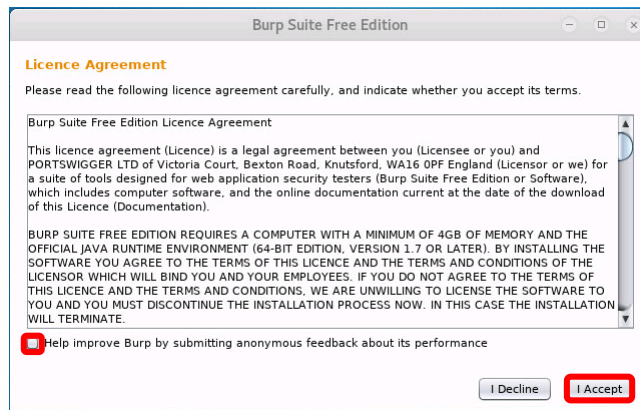 Burp Suite Free Edition
Licence Agreement
Please read the following licence agreement carefully, and indicate whether you accept its terms.
Burp Suite Free Edition Licence Agreement
This licence agreement (Licence) is a legal agreement between you (Licensee or you) and
PORTSWIGGER LTD of Victoria Court, Bexton Road, Knutsford, WA16 0PF England (Licensor or we) for
a suite of tools designed for web application security testers (Burp Suite Free Edition or Software),
which includes computer software, and the online documentation current at the date of the download
of this Licence (Documentation).
BURP SUITE FREE EDITION REQUIRES A COMPUTER WITH A MINIMUM OF 4GB OF MEMORY AND THE
OFFICIAL JAVA RUNTIME ENVIRONMENT (64-BIT EDITION, VERSION 1.7 OR LATER). BY INSTALLING THE
SOFTWARE YOU AGREE TO THE TERMS OF THIS LICENCE AND THE TERMS AND CONDITIONS OF THE
LICENSOR WHICH WILL BIND YOU AND YOUR EMPLOYEES. IF YOU DO NOT AGREE TO THE TERMS OF
THIS LICENCE AND THE TERMS AND CONDITIONS, WE ARE UNWILLING TO LICENSE THE SOFTWARE TO
YOU AND YOU MUST DISCONTINUE THE INSTALLATION PROCESS NOW. IN THIS CASE THE INSTALLATION
WILL TERMINATE.
Help improve Burp by submitting anonymous feedback about its performance
I Decline
I Accept